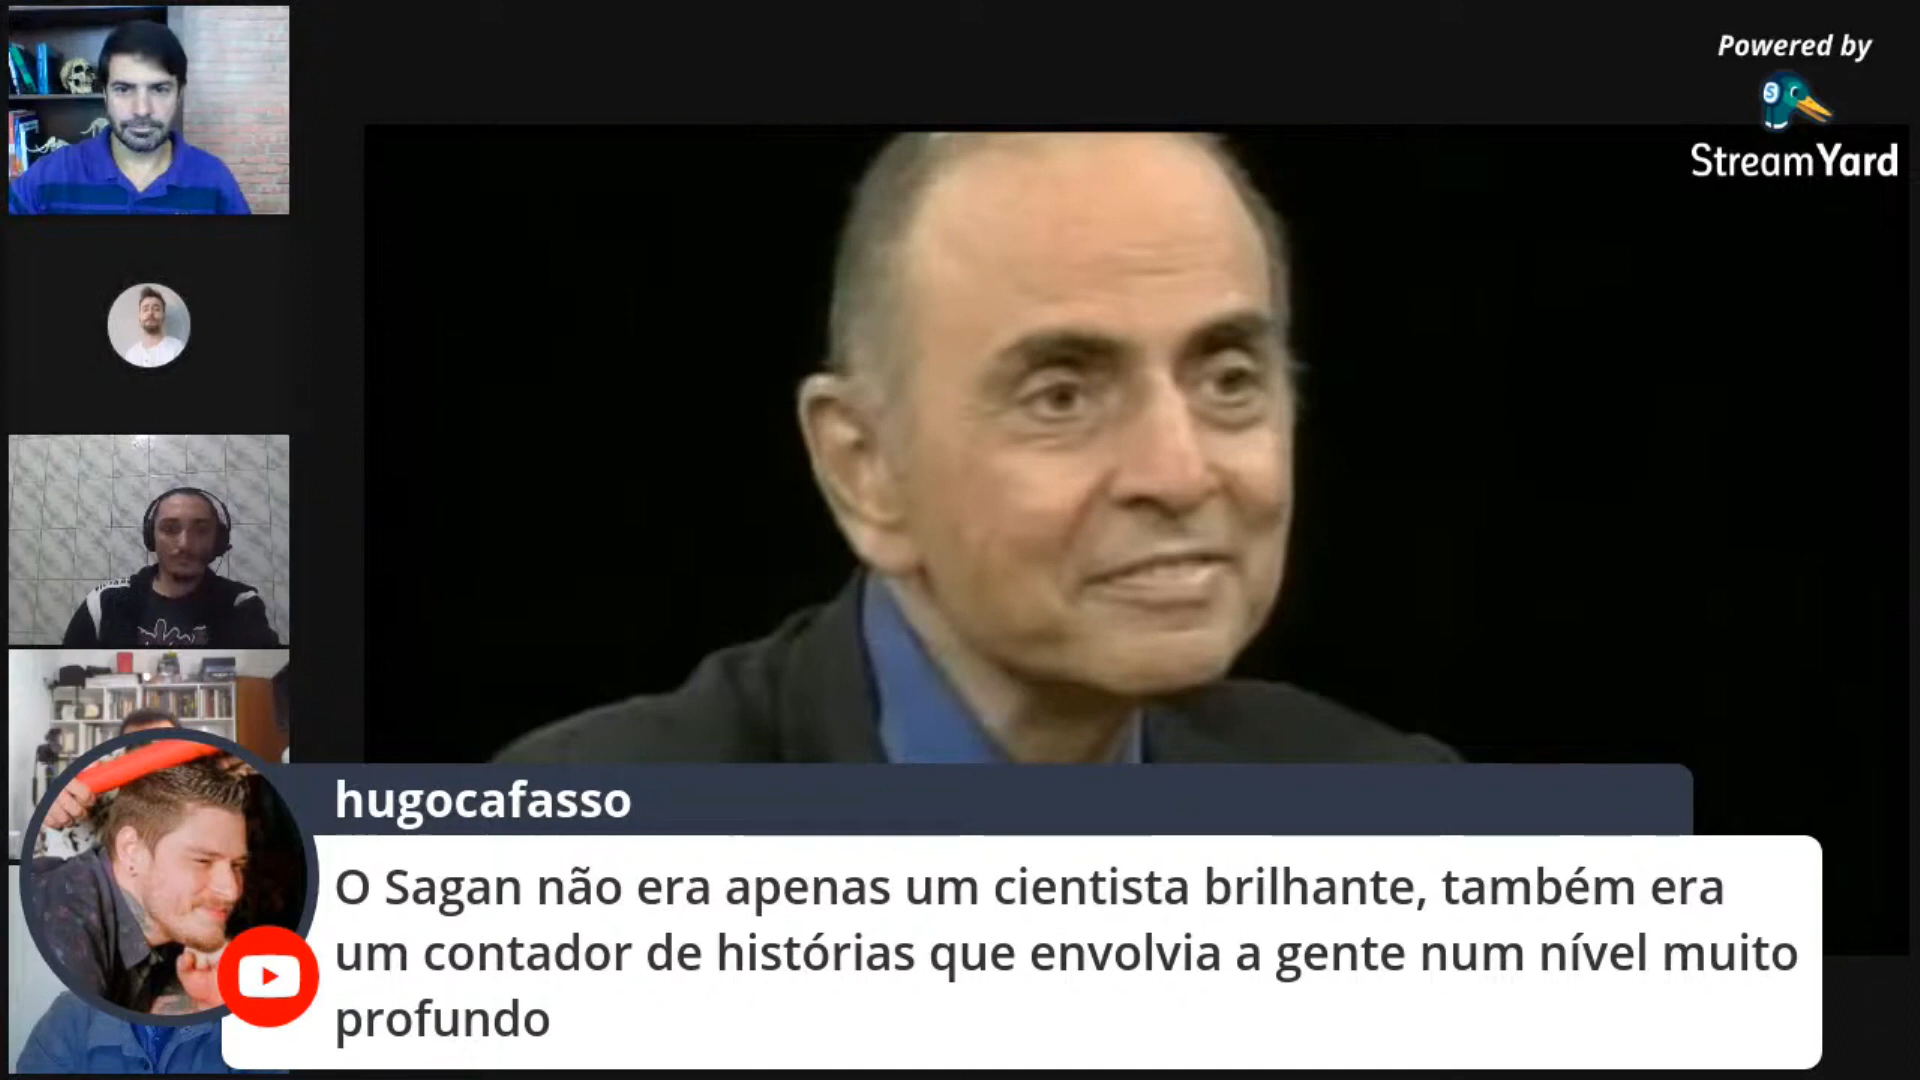 Powered by
StreamYard
hugocafasso
O Sagan não era apenas um cientista brilhante, também era
um contador de histórias que envolvia a gente num nível muito
profundo